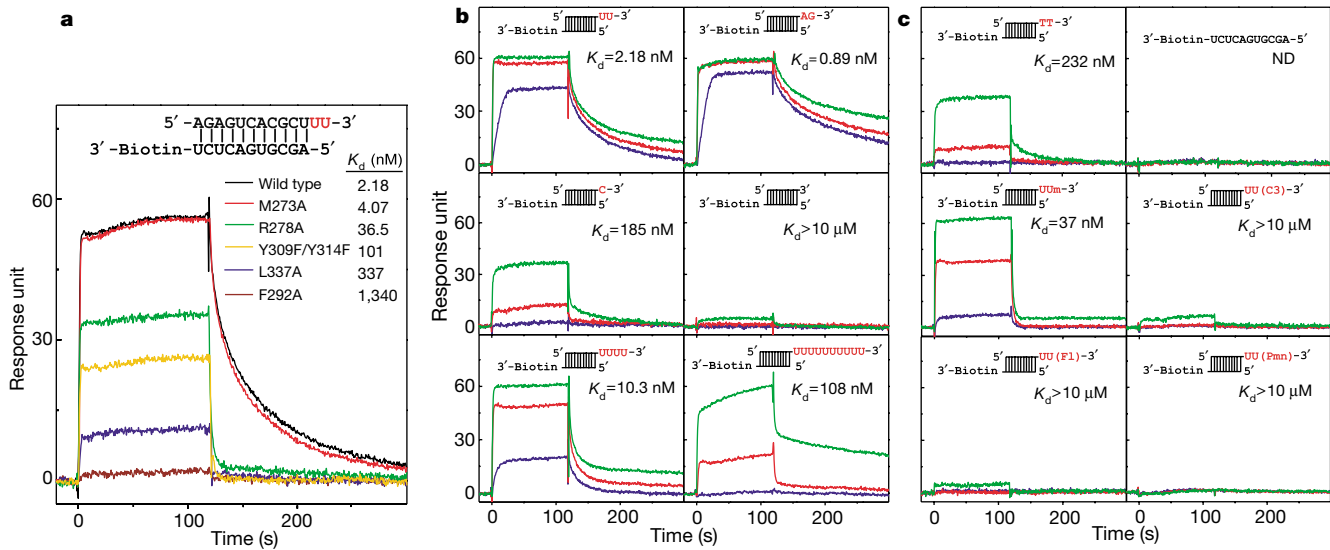 a
5′ -AGAGUCACGCUUU-3′
3′-Biotin-UCUCAGUGCGA-5′
Kd (nM)
Wild type 2.18
M273A 4.07
R278A 36.5
Y309F/Y314F 101
L337A 337
F292A 1,340
60
30
0
Response unit
0 100 200
Time (s)
b
5′ UU-3′
3′-Biotin 5′
Kd=2.18 nM
5′ AG-3′
3′-Biotin 5′
Kd=0.89 nM
5′ C-3′
3′-Biotin 5′
Kd=185 nM
5′ 3′
3′-Biotin 5′
Kd>10 μM
5′ UUUU-3′
3′-Biotin 5′
Kd=10.3 nM
5′ UUUUUUUUUU-3′
3′-Biotin 5′
Kd=108 nM
60
30
0
60
30
0
60
30
0
Response unit
0 100 200
0 100 200
Time (s)
c
5′ TT-3′
3′-Biotin 5′
Kd=232 nM
3′-Biotin-UCUCAGUGCGA-5′
ND
5′ UUm-3′
3′-Biotin 5′
Kd=37 nM
5′ UU(C3)-3′
3′-Biotin 5′
Kd>10 μM
5′ UU(Fl)-3′
3′-Biotin 5′
Kd>10 μM
5′ UU(Pmn)-3′
3′-Biotin 5′
Kd>10 μM
0 100 200
0 100 200
Time (s)